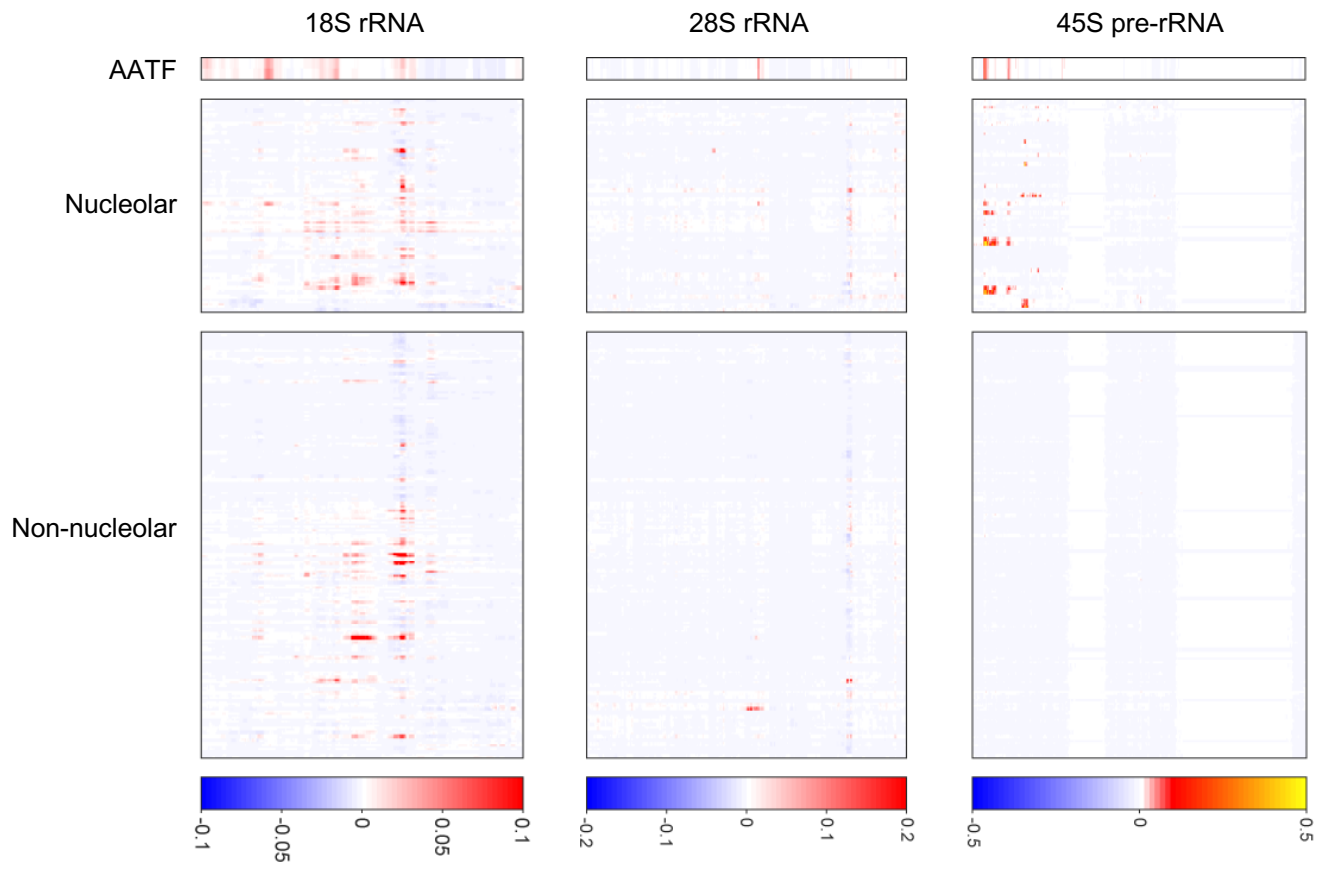 18S rRNA 28S rRNA 45S pre-rRNA
AATF
Nucleolar
Non-nucleolar
-0.1 -0.05 0 0.05 0.1 -0.2 -0.1 0 0.1 0.2 -0.5 0 0.5